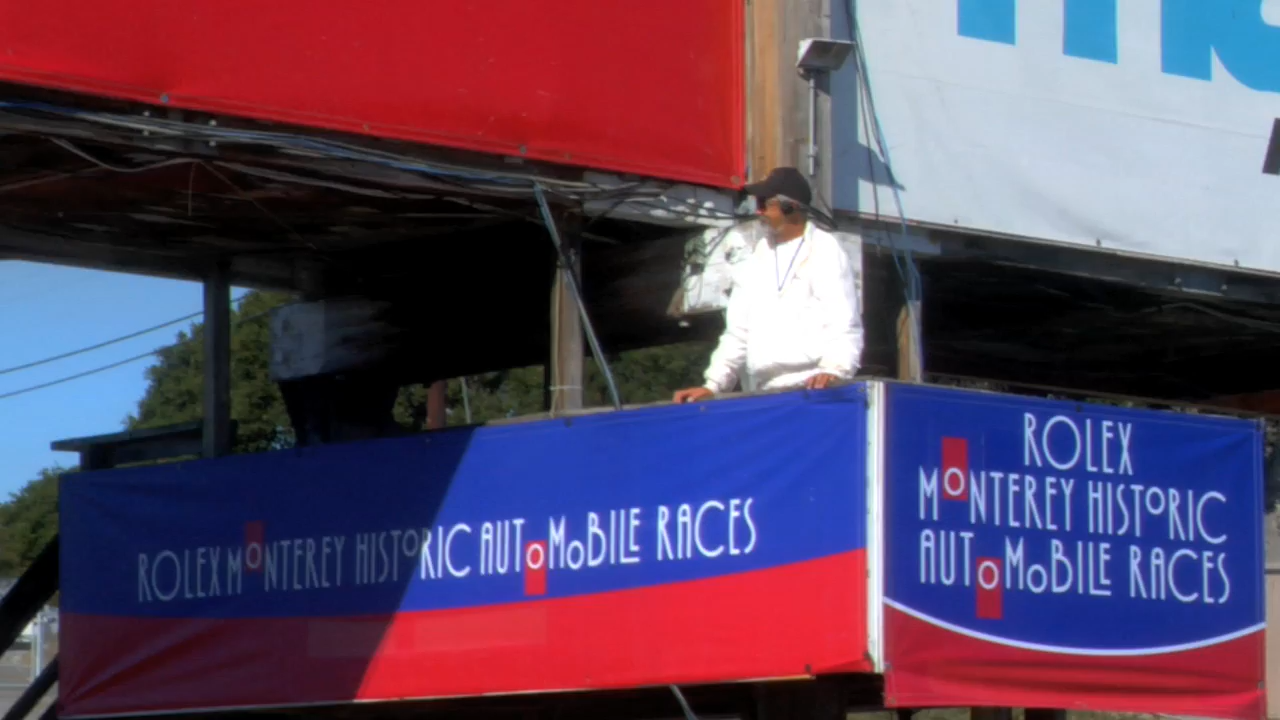 ROLEX MONTEREY HISTORIC AUTOMOBILE RACES
ROLEX
MONTEREY HISTORIC
AUTOMOBILE RACES